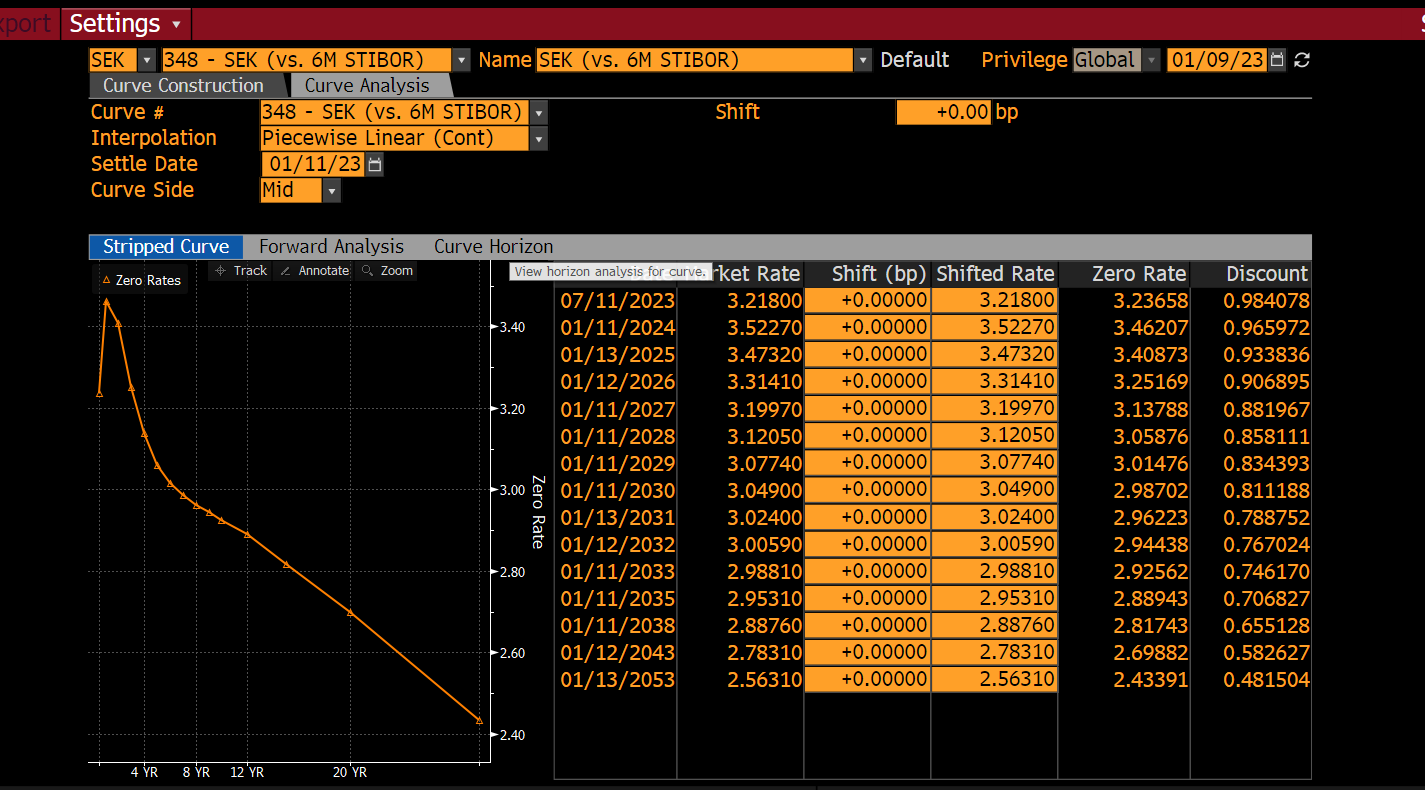 Settings
SEK 348 - SEK (vs. 6M STIBOR) Name SEK (vs. 6M STIBOR) Default Privilege Global 01/09/23
Curve Construction Curve Analysis
Curve # 348 - SEK (vs. 6M STIBOR) Shift +0.00 bp
Interpolation Piecewise Linear (Cont)
Settle Date 01/11/23
Curve Side Mid
Stripped Curve Forward Analysis Curve Horizon
Track Annotate Zoom
Zero Rates
View horizon analysis for curve.
rket Rate Shift (bp) Shifted Rate Zero Rate Discount
07/11/2023 3.21800 +0.00000 3.21800 3.23658 0.984078
01/11/2024 3.52270 +0.00000 3.52270 3.46207 0.965972
01/13/2025 3.47320 +0.00000 3.47320 3.40873 0.933836
01/12/2026 3.31410 +0.00000 3.31410 3.25169 0.906895
01/11/2027 3.19970 +0.00000 3.19970 3.13788 0.881967
01/11/2028 3.12050 +0.00000 3.12050 3.05876 0.858111
01/11/2029 3.07740 +0.00000 3.07740 3.01476 0.834393
01/11/2030 3.04900 +0.00000 3.04900 2.98702 0.811188
01/13/2031 3.02400 +0.00000 3.02400 2.96223 0.788752
01/12/2032 3.00590 +0.00000 3.00590 2.94438 0.767024
01/11/2033 2.98810 +0.00000 2.98810 2.92562 0.746170
01/11/2035 2.95310 +0.00000 2.95310 2.88943 0.706827
01/11/2038 2.88760 +0.00000 2.88760 2.81743 0.655128
01/12/2043 2.78310 +0.00000 2.78310 2.69882 0.582627
01/13/2053 2.56310 +0.00000 2.56310 2.43391 0.481504
3.40
3.20
3.00
2.80
2.60
2.40
Zero Rate
4 YR 8 YR 12 YR 20 YR